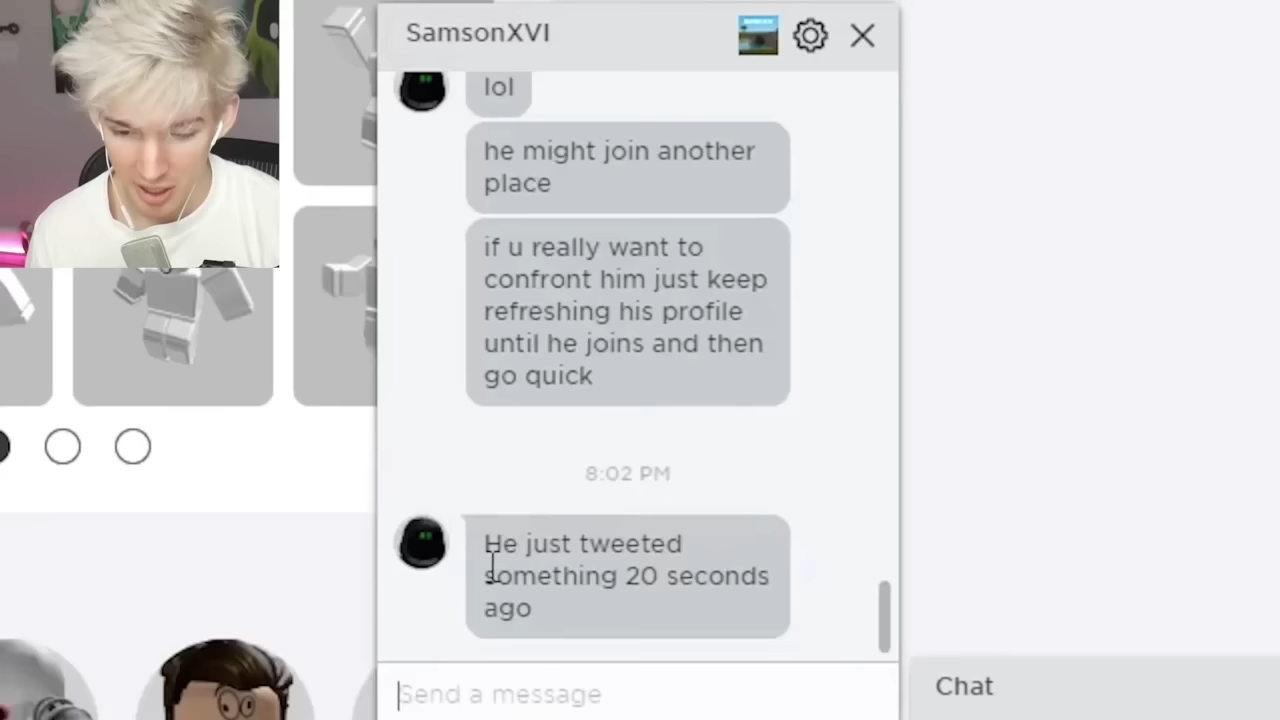 SamsonXVI
lol
he might join another
place
if u really want to
confront him just keep
refreshing his profile
until he joins and then
go quick
8:02 PM
He just tweeted
something 20 seconds
ago
Send a message
Chat